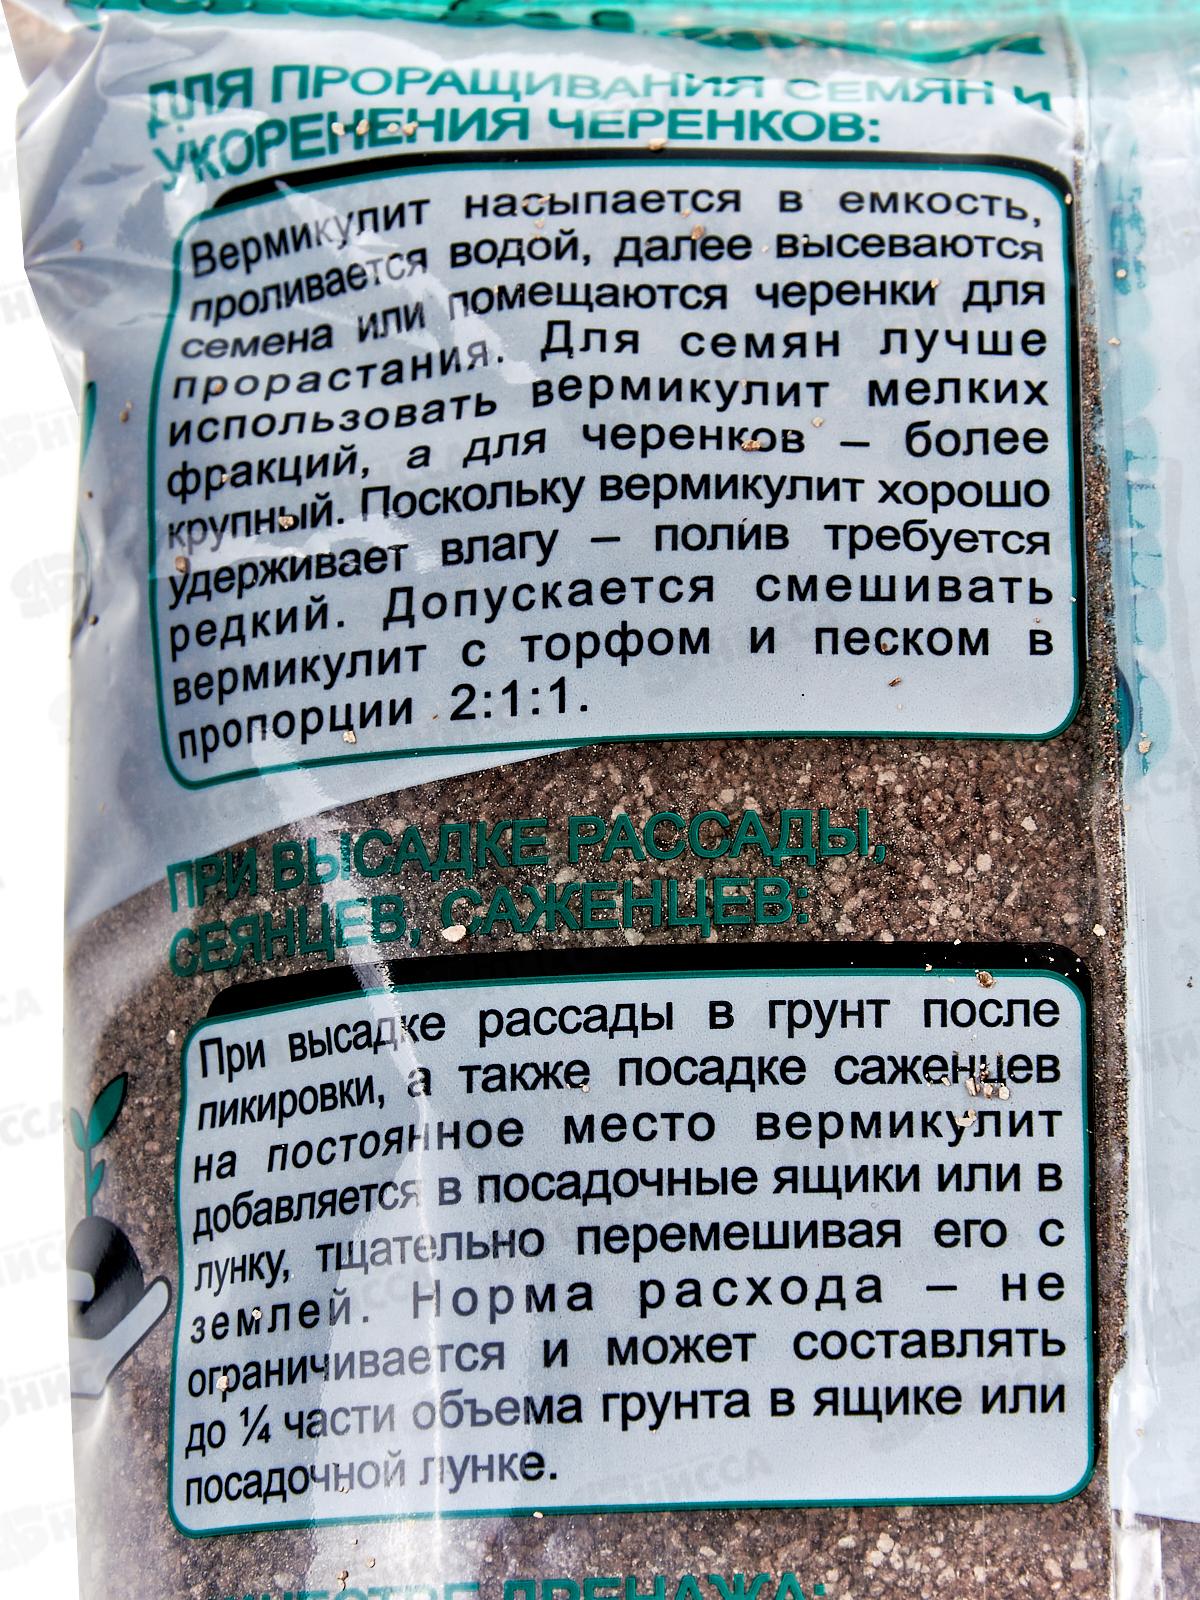 ДЛЯ ПРОРАЩИВАНИЯ СЕМЯН И
УКОРЕНЕНИЯ ЧЕРЕНКОВ:
Вермикулит насыпается в емкость,
проливается водой, далее высеваются
семена или помещаются черенки для
прорастания. Для семян лучше
использовать вермикулит мелких
фракций, а для черенков – более
крупный. Поскольку вермикулит хорошо
удерживает влагу – полив требуется
редкий. Допускается смешивать
вермикулит с торфом и песком в
пропорции 2:1:1.
ПРИ ВЫСАДКЕ РАССАДЫ,
СЕЯНЦЕВ, САЖЕНЦЕВ:
При высадке рассады в грунт после
пикировки, а также посадке саженцев
на постоянное место вермикулит
добавляется в посадочные ящики или в
лунку, тщательно перемешивая его с
землей. Норма расхода – не
ограничивается и может составлять
до ¼ части объема грунта в ящике или
посадочной лунке.
ДРЕНАЖА: